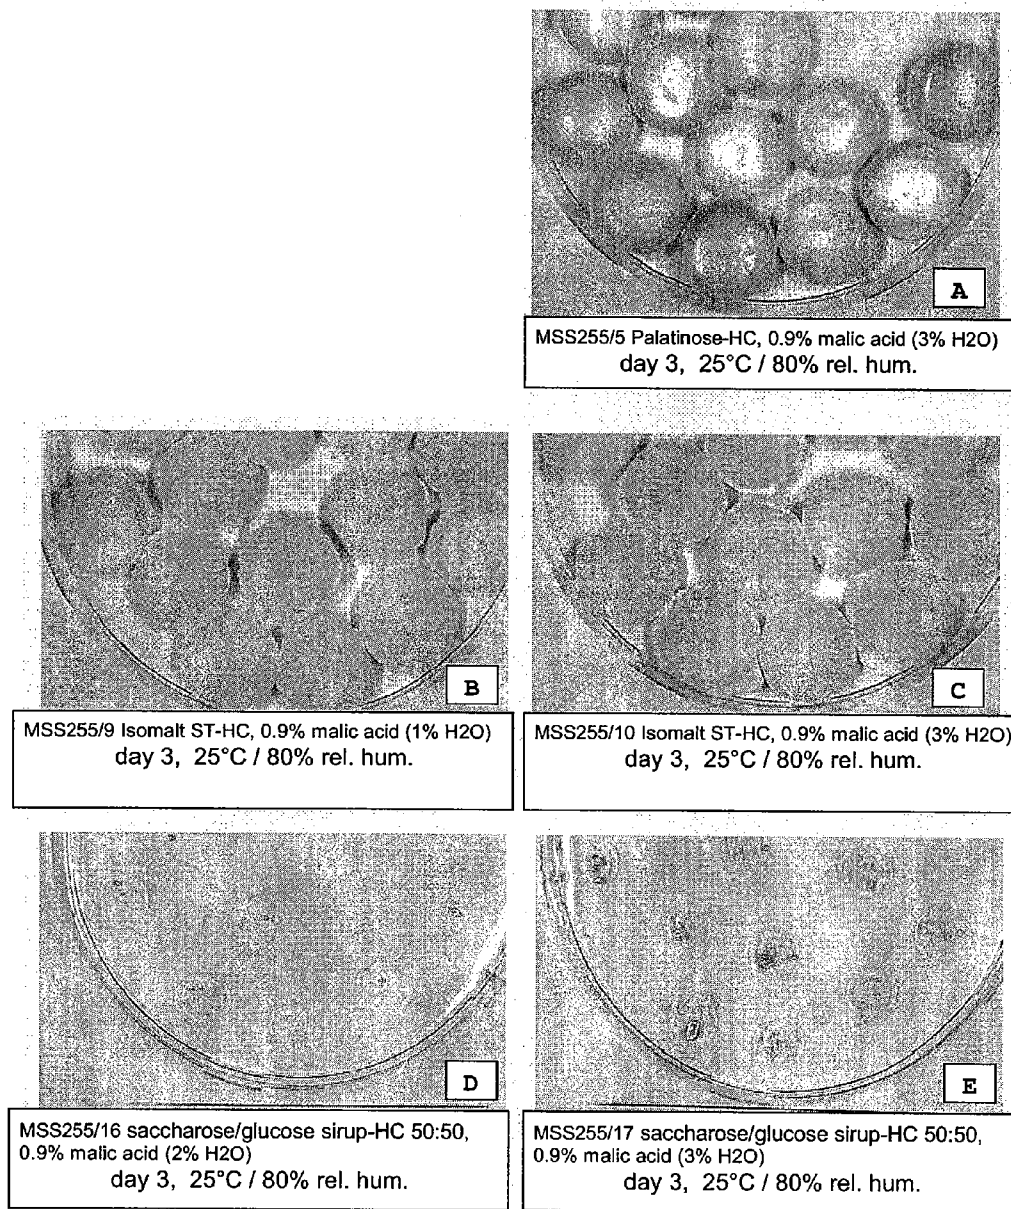 A
MSS255/5 Palatinose-HC, 0.9% malic acid (3% H2O)
day 3, 25°C / 80% rel. hum.
B
MSS255/9 Isomalt ST-HC, 0.9% malic acid (1% H2O)
day 3, 25°C / 80% rel. hum.
C
MSS255/10 Isomalt ST-HC, 0.9% malic acid (3% H2O)
day 3, 25°C / 80% rel. hum.
D
MSS255/16 saccharose/glucose sirup-HC 50:50,
0.9% malic acid (2% H2O)
day 3, 25°C / 80% rel. hum.
E
MSS255/17 saccharose/glucose sirup-HC 50:50,
0.9% malic acid (3% H2O)
day 3, 25°C / 80% rel. hum.